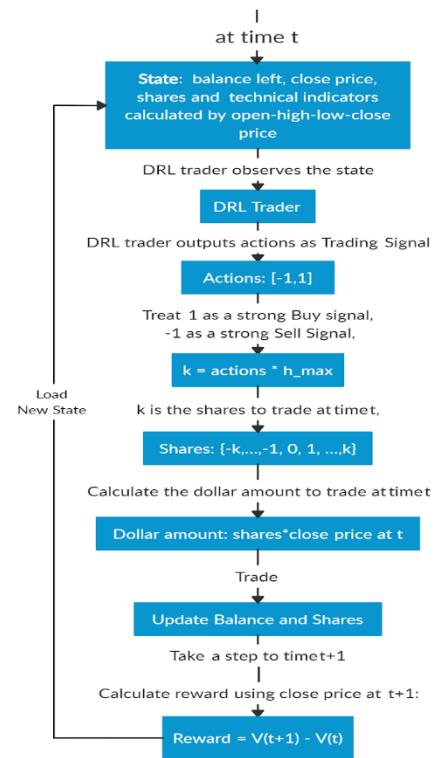 at time t
State: balance left, close price,
shares and technical indicators
calculated by open-high-low-close
price
DRL trader observes the state
DRL Trader
DRL trader outputs actions as Trading Signal
Actions: [-1,1]
Treat 1 as a strong Buy signal,
-1 as a strong Sell Signal,
k = actions * h_max
Load
New State
k is the shares to trade at timet,
Shares: {-k,...,-1, 0, 1, ...,k}
Calculate the dollar amount to trade at timet
Dollar amount: shares*close price at t
Trade
Update Balance and Shares
Take a step to timet+1
Calculate reward using close price at t+1:
Reward = V(t+1) - V(t)